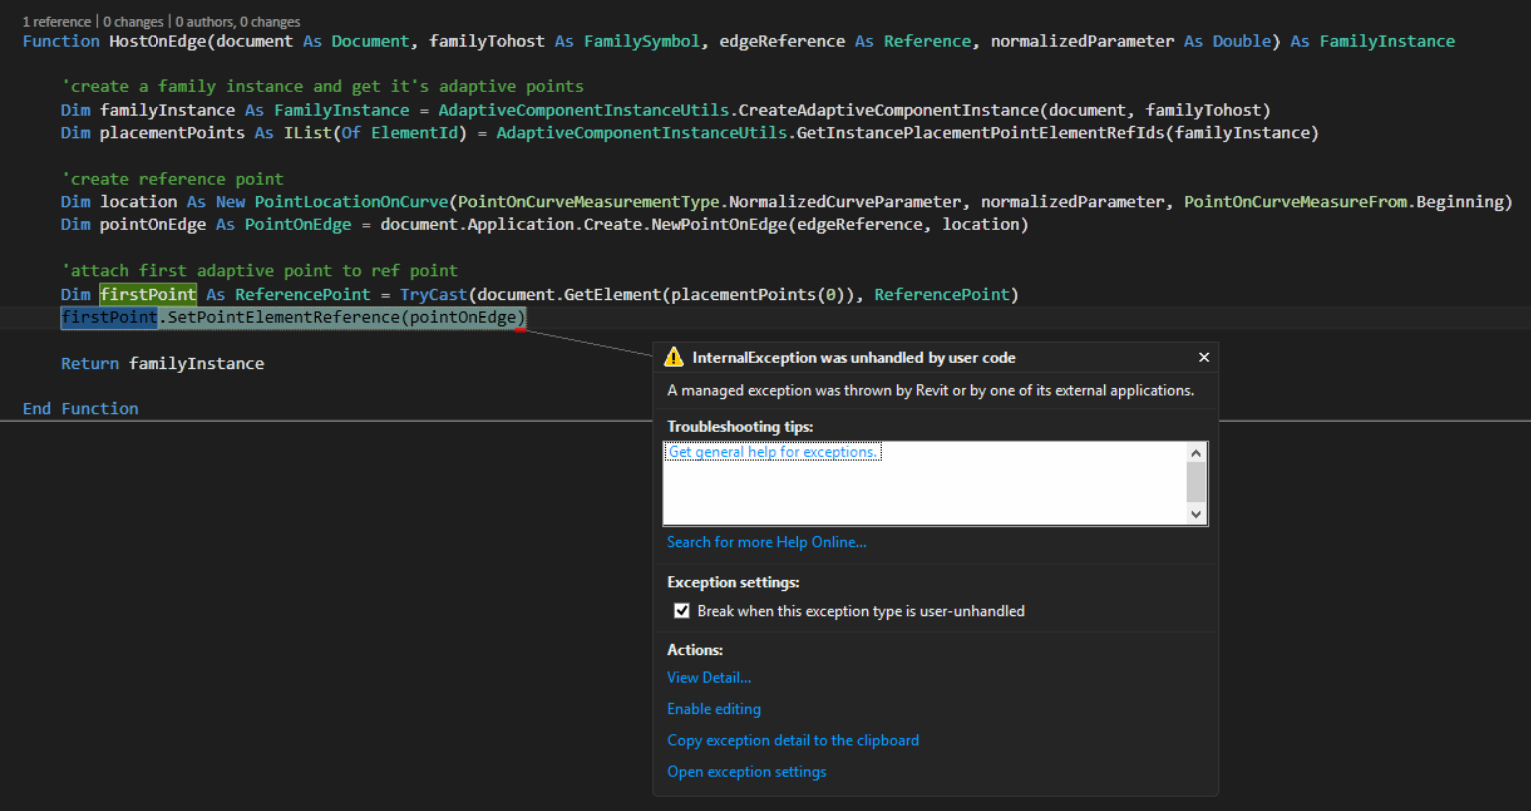 1 reference | 0 changes | 0 authors, 0 changes
Function HostOnEdge(document As Document, familyTohost As FamilySymbol, edgeReference As Reference, normalizedParameter As Double) As FamilyInstance
'create a family instance and get it's adaptive points
Dim familyInstance As FamilyInstance = AdaptiveComponentInstanceUtils.CreateAdaptiveComponentInstance(document, familyTohost)
Dim placementPoints As IList(Of ElementId) = AdaptiveComponentInstanceUtils.GetInstancePlacementPointElementRefIds(familyInstance)
'create reference point
Dim location As New PointLocationOnCurve(PointOnCurveMeasurementType.NormalizedCurveParameter, normalizedParameter, PointOnCurveMeasureFrom.Beginning)
Dim pointOnEdge As PointOnEdge = document.Application.Create.NewPointOnEdge(edgeReference, location)
'attach first adaptive point to ref point
Dim firstPoint As ReferencePoint = TryCast(document.GetElement(placementPoints(0)), ReferencePoint)
firstPoint.SetPointElementReference(pointOnEdge)
Return familyInstance
End Function
InternalException was unhandled by user code
A managed exception was thrown by Revit or by one of its external applications.
Troubleshooting tips:
Get general help for exceptions.
Search for more Help Online...
Exception settings:
Break when this exception type is user-unhandled
Actions:
View Detail...
Enable editing
Copy exception detail to the clipboard
Open exception settings